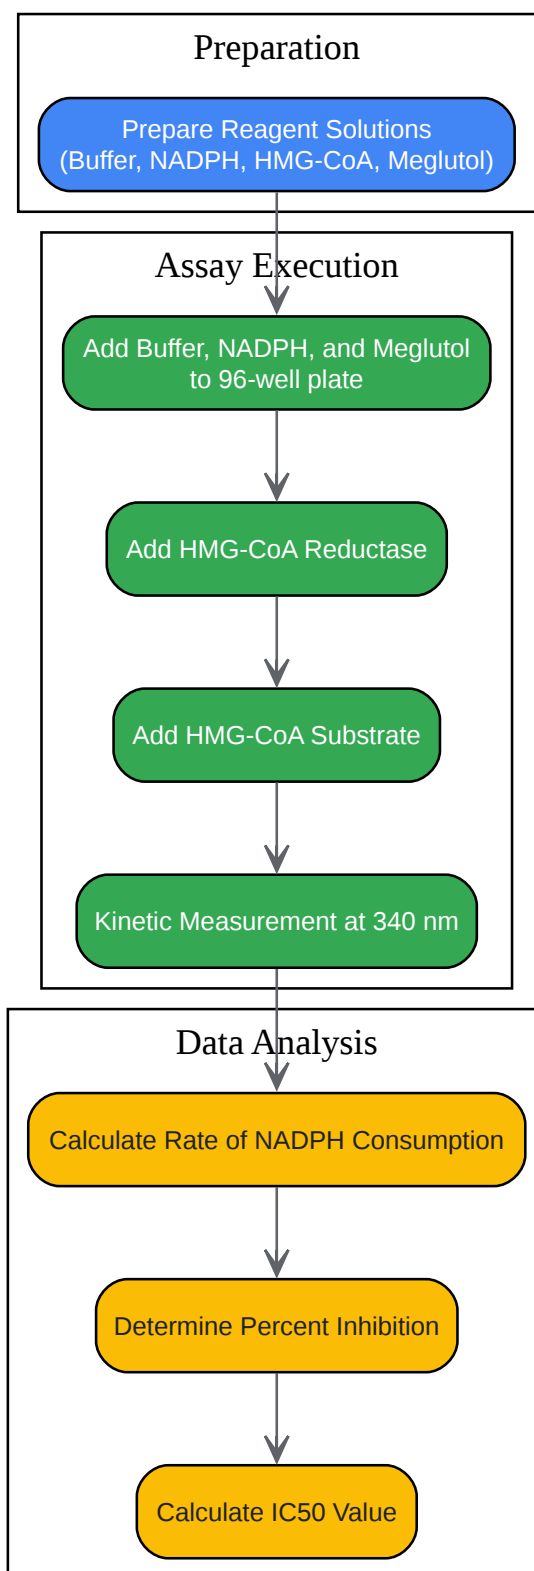 Preparation
Prepare Reagent Solutions
(Buffer, NADPH, HMG-CoA, Meglutol)
Assay Execution
Add Buffer, NADPH, and Meglutol
to 96-well plate
Add HMG-CoA Reductase
Add HMG-CoA Substrate
Kinetic Measurement at 340 nm
Data Analysis
Calculate Rate of NADPH Consumption
Determine Percent Inhibition
Calculate IC50 Value